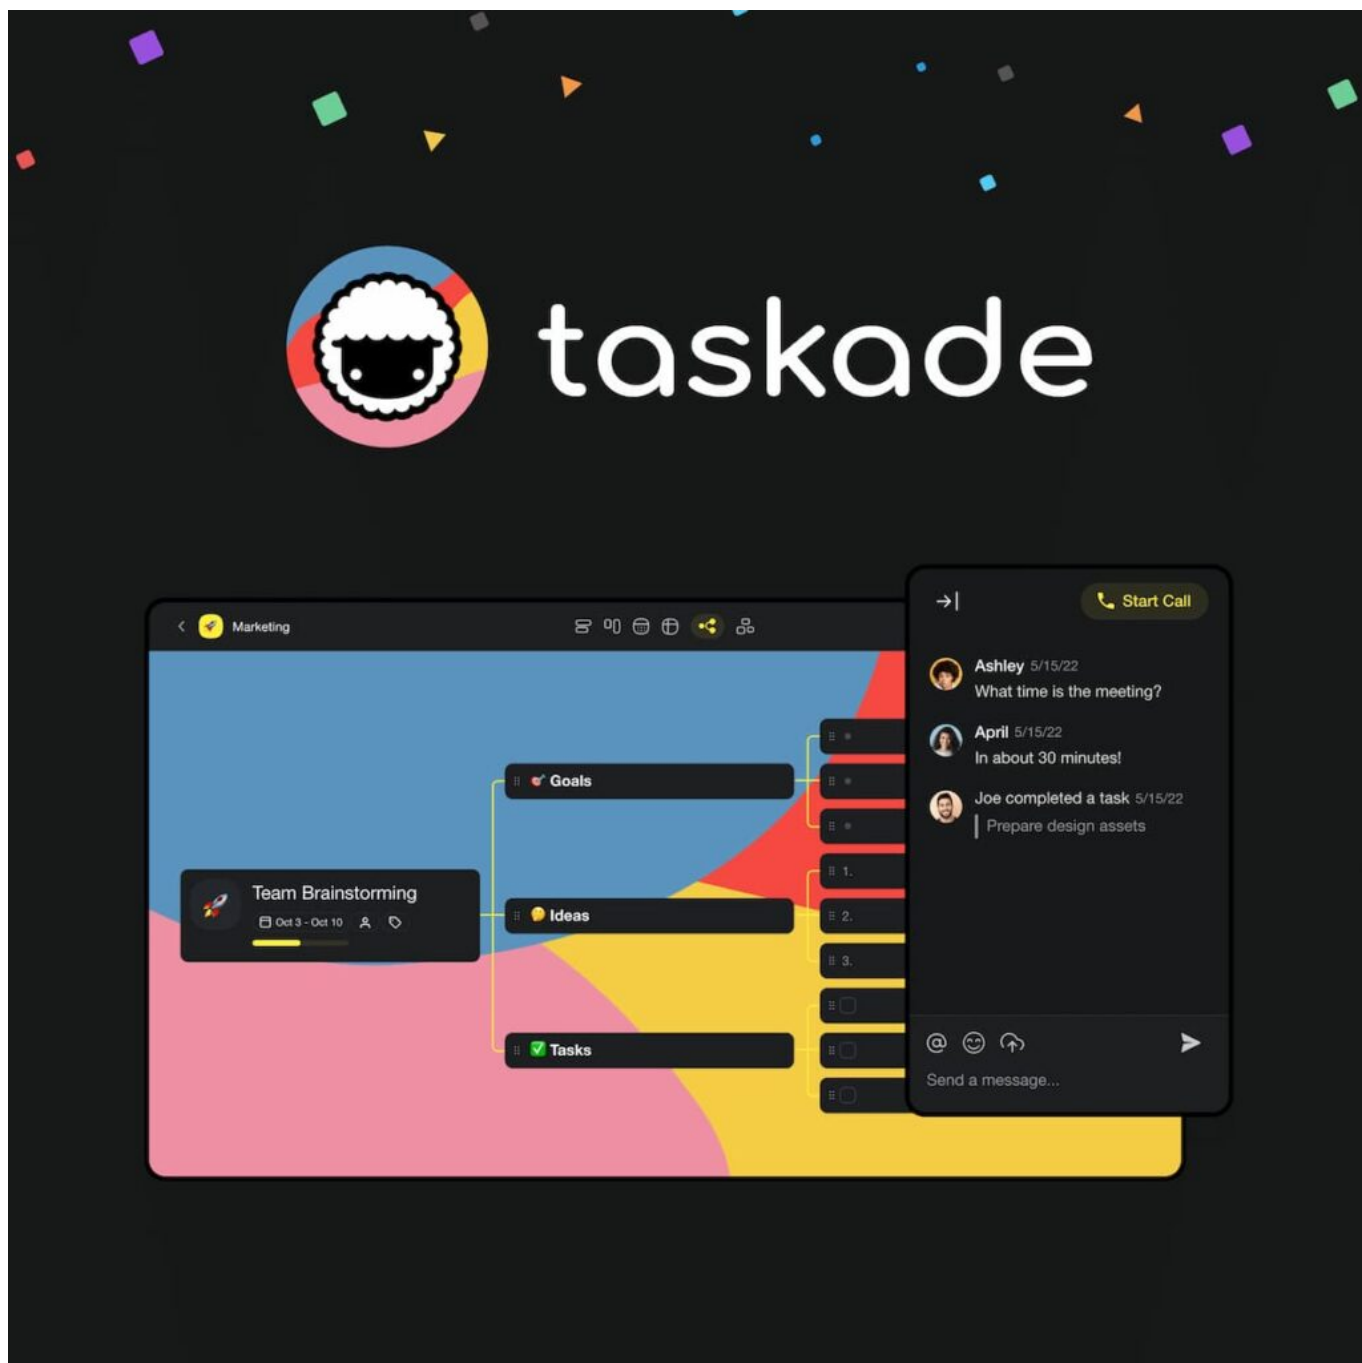 taskade
Marketing
Start Call
Ashley 5/15/22
What time is the meeting?
April 5/15/22
In about 30 minutes!
Joe completed a task 5/15/22
Prepare design assets
Goals
Team Brainstorming
Oct 3 - Oct 10
Ideas
Tasks
1.
2.
3.
@
Send a message...